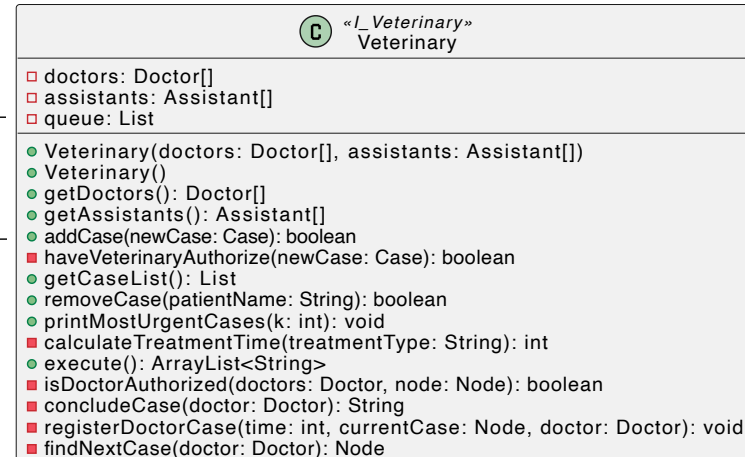 C
«I_Veterinary»
Veterinary
doctors: Doctor[]
assistants: Assistant[]
queue: List
Veterinary(doctors: Doctor[], assistants: Assistant[])
Veterinary()
getDoctors(): Doctor[]
getAssistants(): Assistant[]
addCase(newCase: Case): boolean
haveVeterinaryAuthorize(newCase: Case): boolean
getCaseList(): List
removeCase(patientName: String): boolean
printMostUrgentCases(k: int): void
calculateTreatmentTime(treatmentType: String): int
execute(): ArrayList<String>
isDoctorAuthorized(doctors: Doctor, node: Node): boolean
concludeCase(doctor: Doctor): String
registerDoctorCase(time: int, currentCase: Node, doctor: Doctor): void
findNextCase(doctor: Doctor): Node